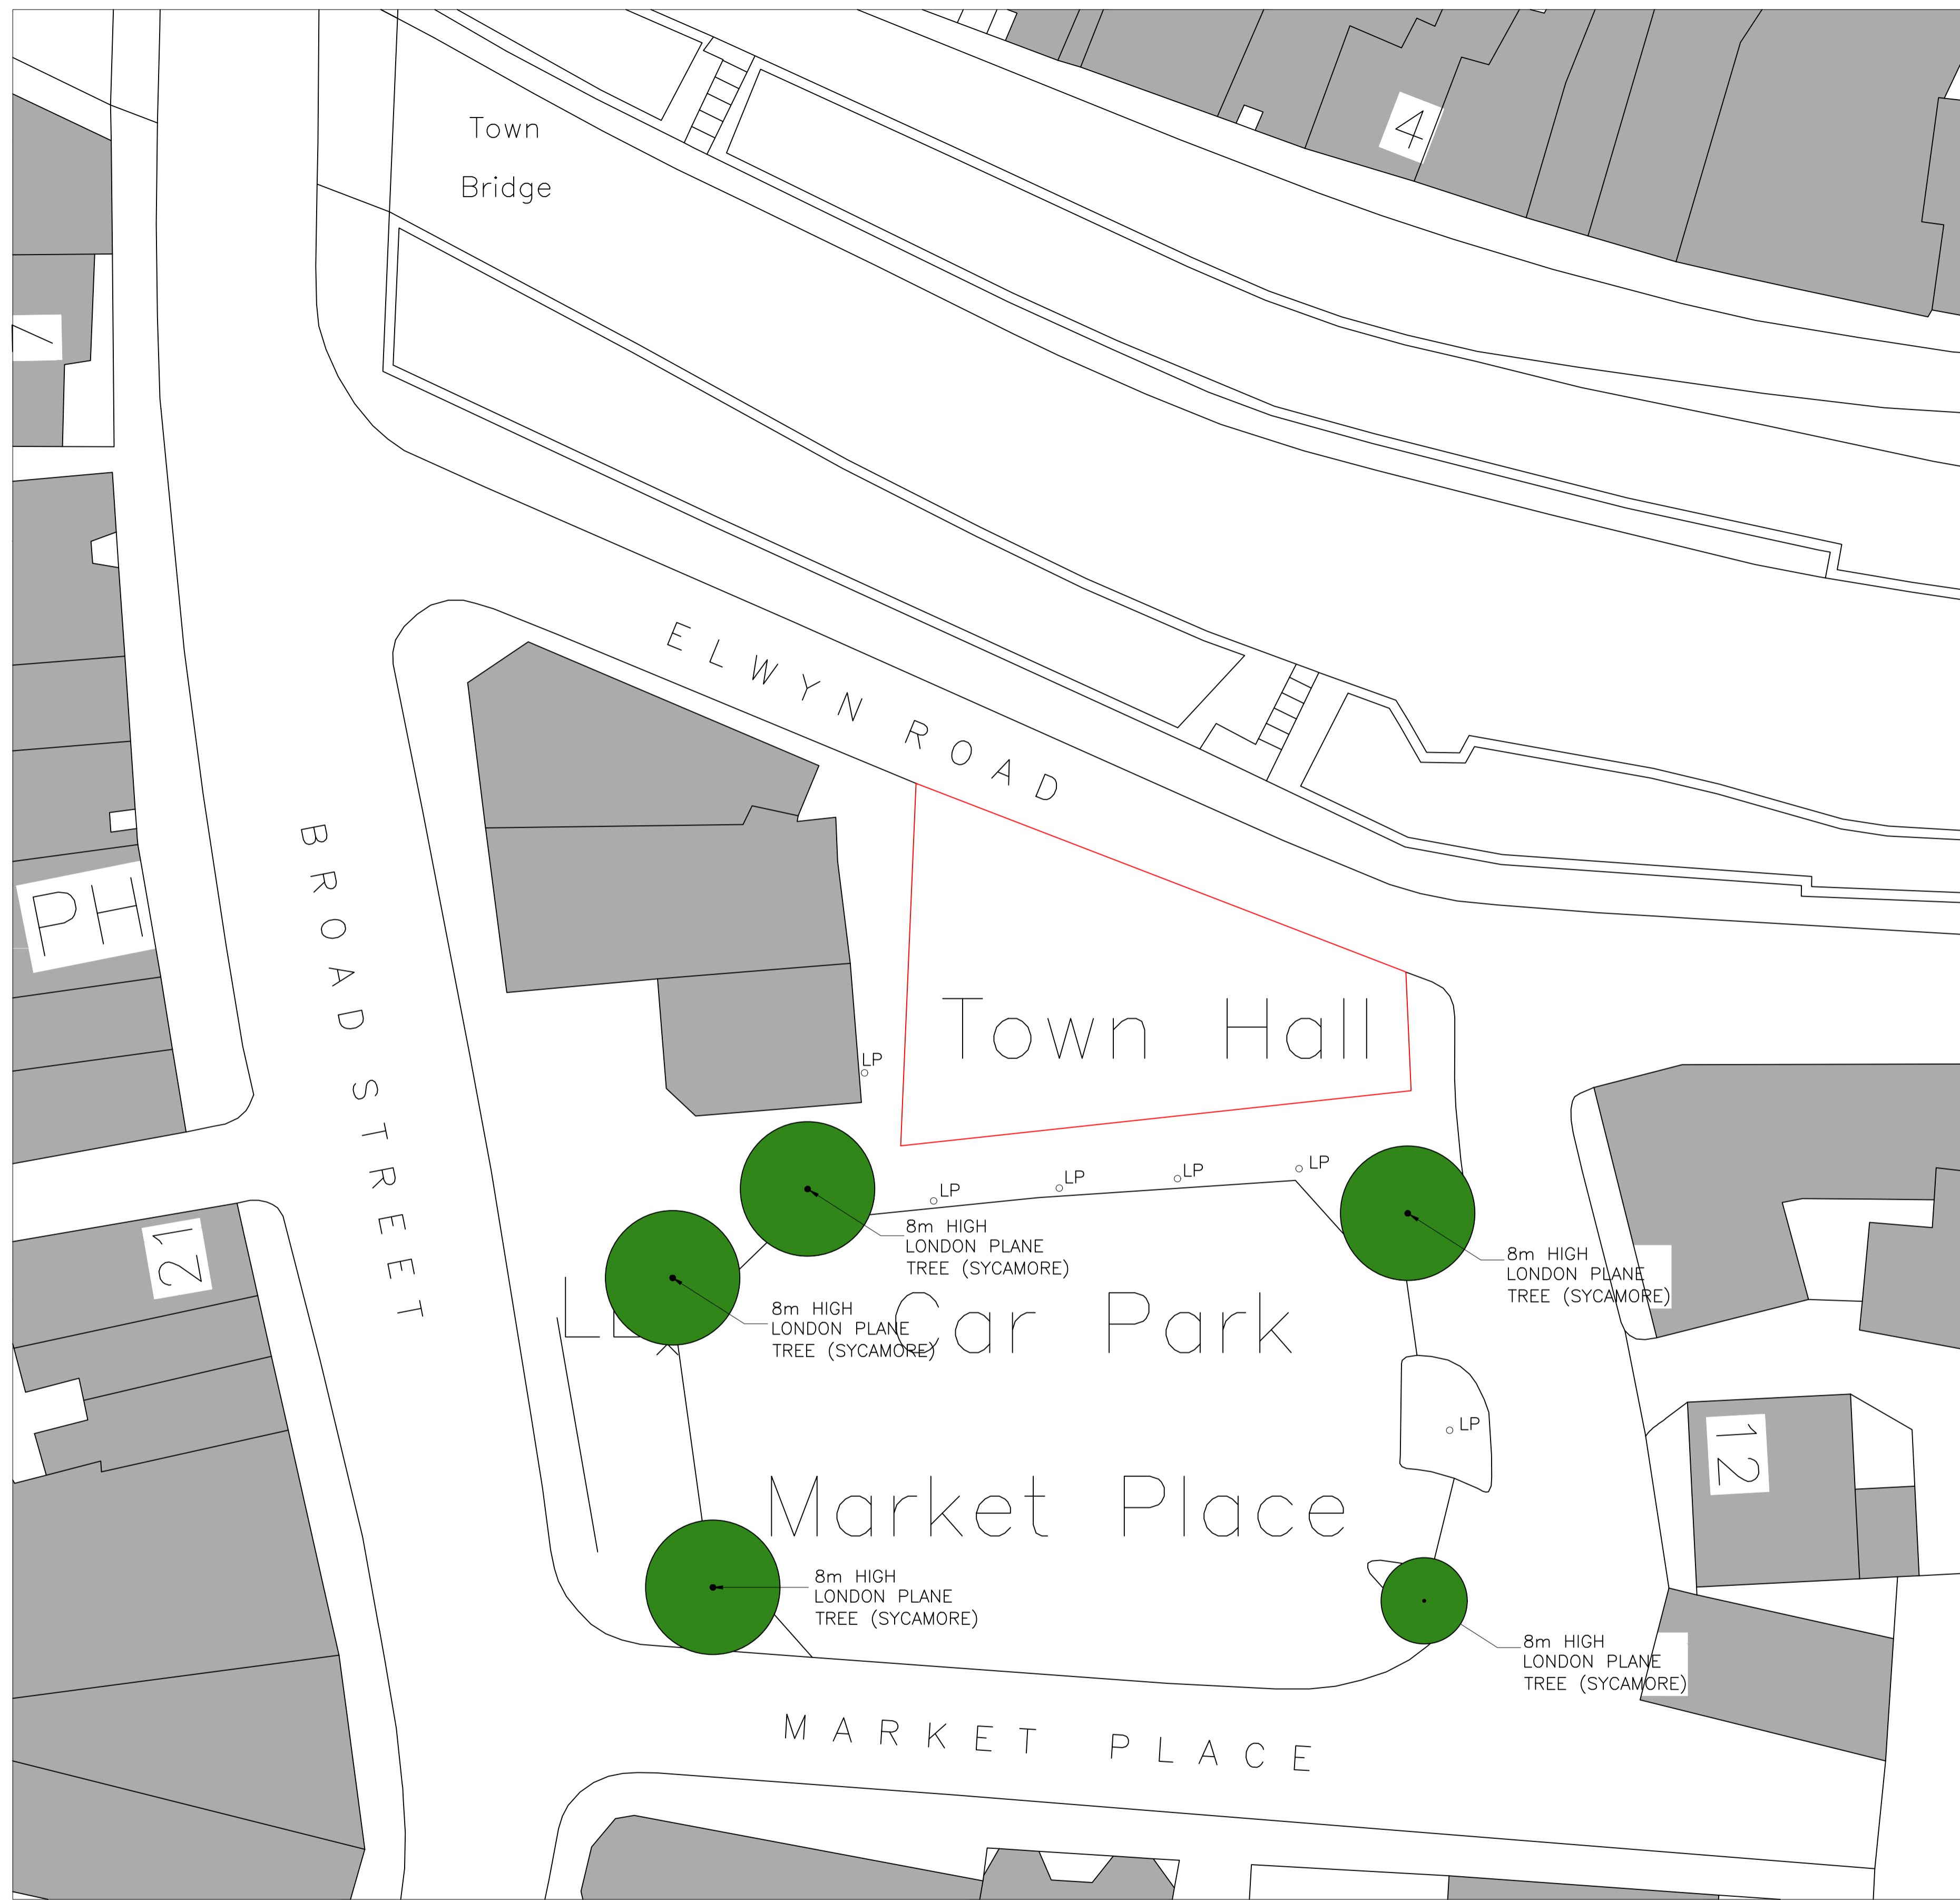 Town
Bridge
4
7
ELWYN ROAD
PH
BROAD STREET
Town Hall
LP
LP
LP
LP
LP
8m HIGH
LONDON PLANE
TREE (SYCAMORE)
8m HIGH
LONDON PLANE
TREE (SYCAMORE)
12
8m HIGH
LONDON PLANE
TREE (SYCAMORE)
Car Park
LP
12
Market Place
8m HIGH
LONDON PLANE
TREE (SYCAMORE)
8m HIGH
LONDON PLANE
TREE (SYCAMORE)
MARKET PLACE